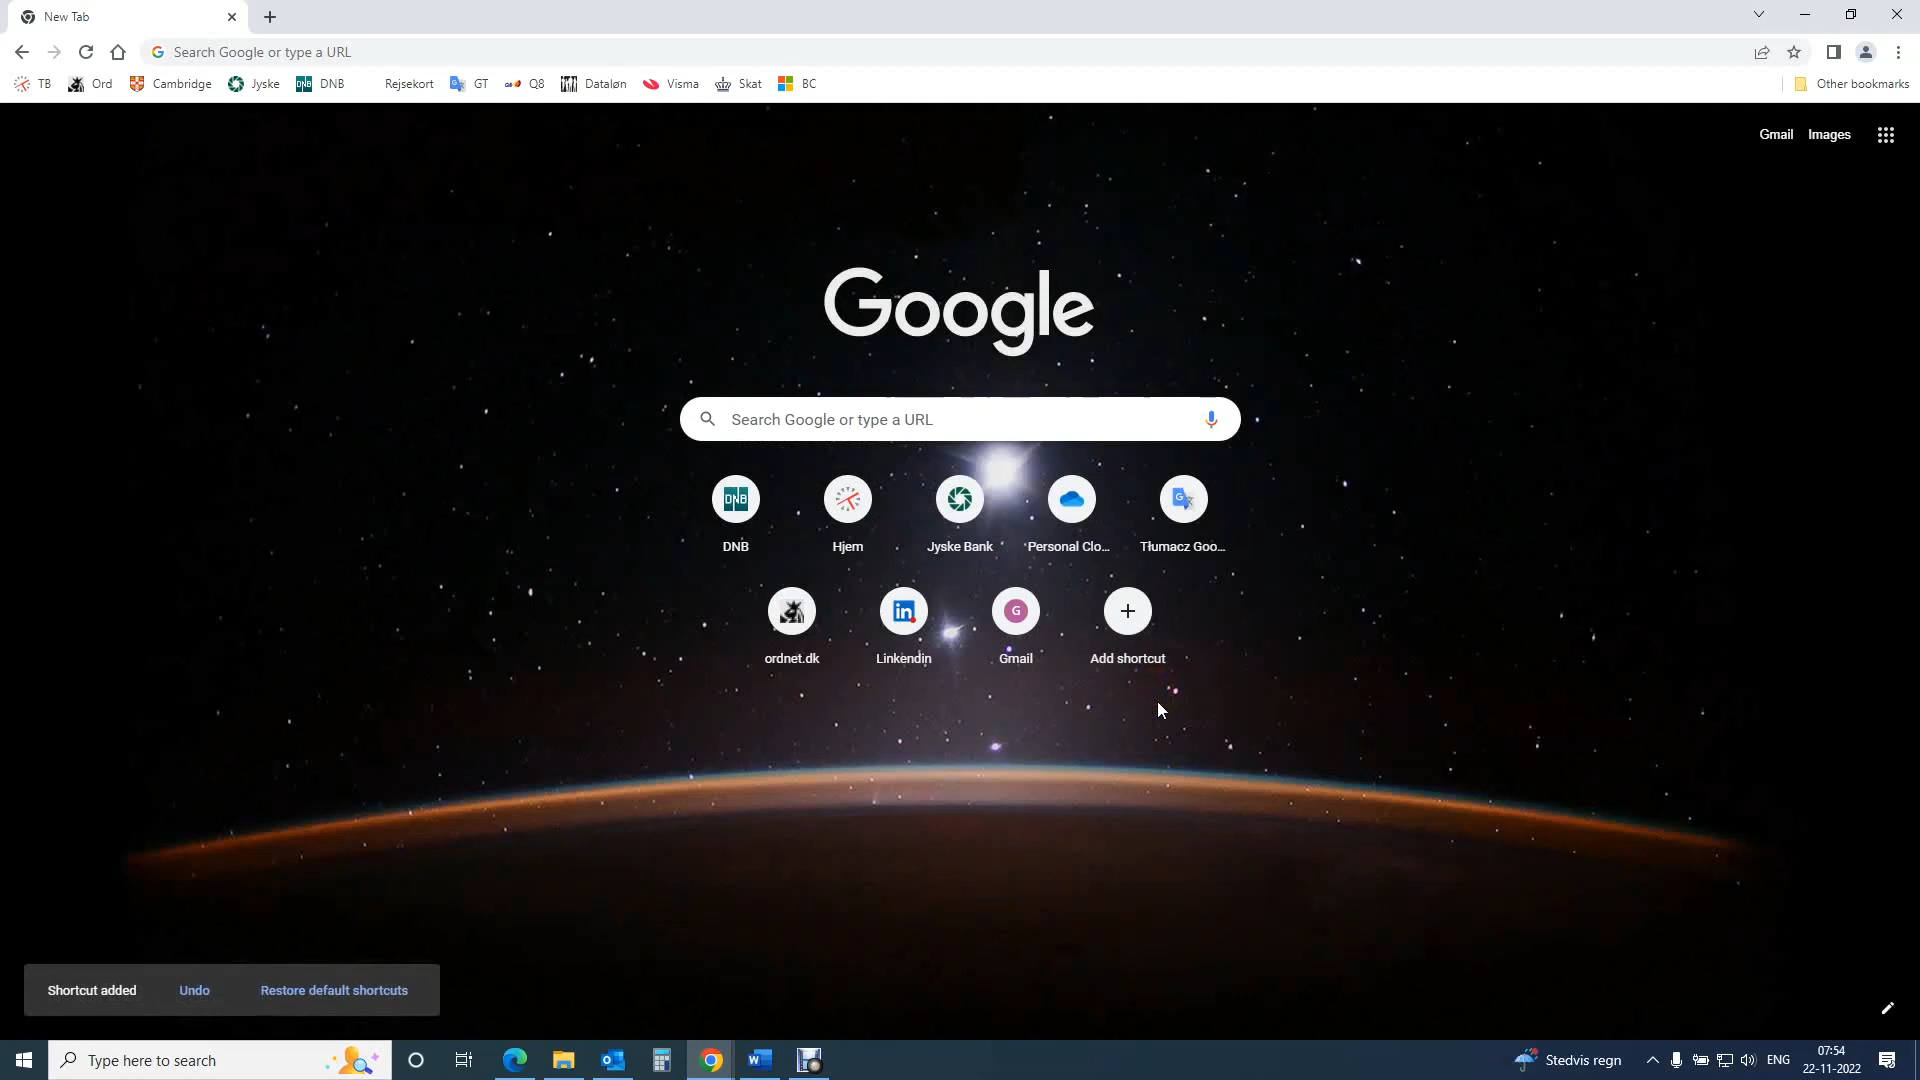 New Tab
Search Google or type a URL
TB Ord Cambridge Jyske DNB Rejsekort GT Q8 Dataløn Visma Skat BC Other bookmarks
Gmail Images
Google
Search Google or type a URL
DNB Hjem Jyske Bank Personal Clo... Tłumacz Goo...
ordnet.dk Linkendin Gmail Add shortcut
Shortcut added Undo Restore default shortcuts
Type here to search
Stedvis regn ENG
07:54
22-11-2022